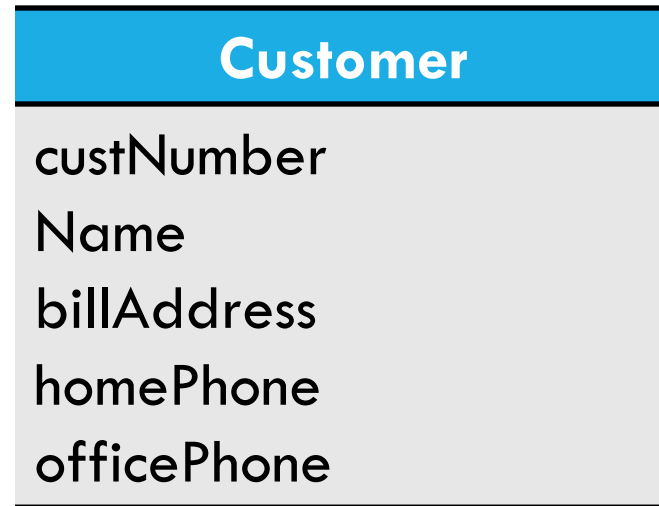 Customer
custNumber
Name
billAddress
homePhone
officePhone